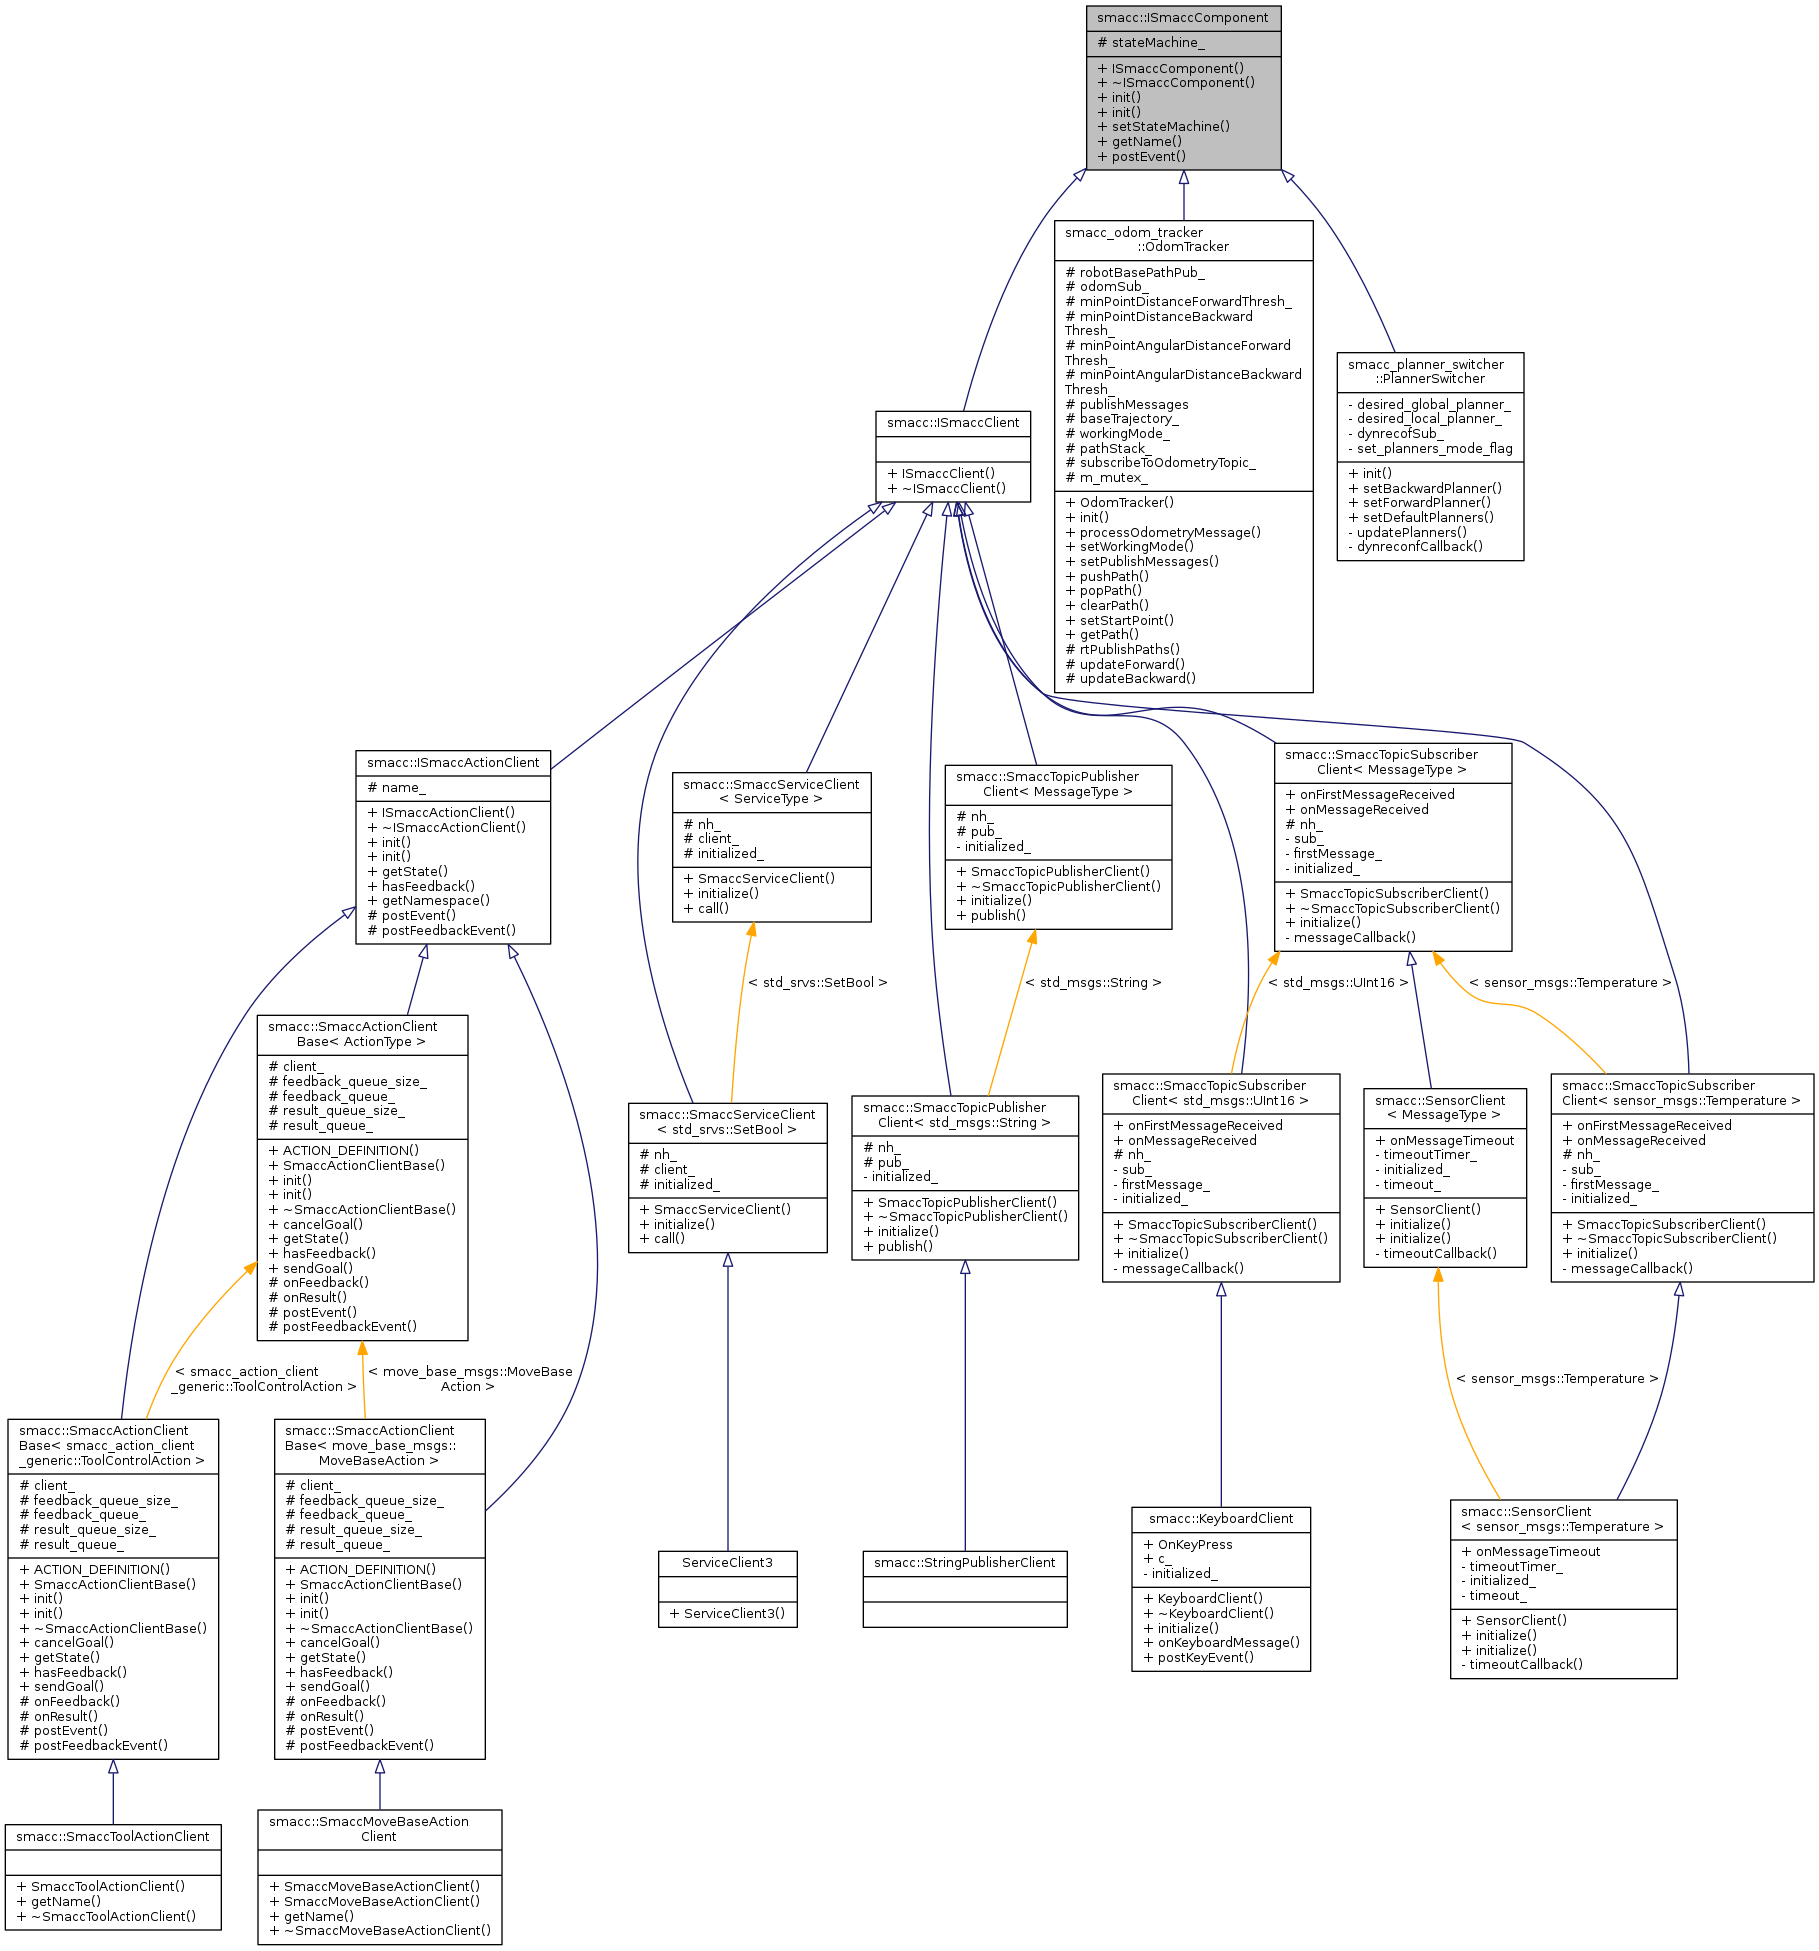 smacc::ISmaccComponent
# stateMachine_
+ ISmaccComponent()
+ ~ISmaccComponent()
+ init()
+ init()
+ setStateMachine()
+ getName()
+ postEvent()
smacc_odom_tracker
::OdomTracker
# robotBasePathPub_
# odomSub_
# minPointDistanceForwardThresh_
# minPointDistanceBackward
Thresh_
# minPointAngularDistanceForward
Thresh_
# minPointAngularDistanceBackward
Thresh_
# publishMessages
# baseTrajectory_
# workingMode_
# pathStack_
# subscribeToOdometryTopic_
# m_mutex_
+ OdomTracker()
+ init()
+ processOdometryMessage()
+ setWorkingMode()
+ setPublishMessages()
+ pushPath()
+ popPath()
+ clearPath()
+ setStartPoint()
+ getPath()
# rtPublishPaths()
# updateForward()
# updateBackward()
smacc_planner_switcher
::PlannerSwitcher
- desired_global_planner_
- desired_local_planner_
- dynrecofSub_
- set_planners_mode_flag
+ init()
+ setBackwardPlanner()
+ setForwardPlanner()
+ setDefaultPlanners()
- updatePlanners()
- dynreconfCallback()
smacc::ISmaccClient
+ ISmaccClient()
+ ~ISmaccClient()
smacc::ISmaccActionClient
# name_
+ ISmaccActionClient()
+ ~ISmaccActionClient()
+ init()
+ init()
+ getState()
+ hasFeedback()
+ getNamespace()
# postEvent()
# postFeedbackEvent()
smacc::SmaccServiceClient
< ServiceType >
# nh_
# client_
# initialized_
+ SmaccServiceClient()
+ initialize()
+ call()
smacc::SmaccTopicPublisher
Client< MessageType >
# nh_
# pub_
- initialized_
+ SmaccTopicPublisherClient()
+ ~SmaccTopicPublisherClient()
+ initialize()
+ publish()
smacc::SmaccTopicSubscriber
Client< MessageType >
+ onFirstMessageReceived
+ onMessageReceived
# nh_
- sub_
- firstMessage_
- initialized_
+ SmaccTopicSubscriberClient()
+ ~SmaccTopicSubscriberClient()
+ initialize()
- messageCallback()
< std_srvs::SetBool >
< std_msgs::String >
< std_msgs::UInt16 >
< sensor_msgs::Temperature >
smacc::SmaccActionClient
Base< ActionType >
# client_
# feedback_queue_size_
# feedback_queue_
# result_queue_size_
# result_queue_
+ ACTION_DEFINITION()
+ SmaccActionClientBase()
+ init()
+ init()
+ ~SmaccActionClientBase()
+ cancelGoal()
+ getState()
+ hasFeedback()
+ sendGoal()
# onFeedback()
# onResult()
# postEvent()
# postFeedbackEvent()
smacc::SmaccServiceClient
< std_srvs::SetBool >
# nh_
# client_
# initialized_
+ SmaccServiceClient()
+ initialize()
+ call()
smacc::SmaccTopicPublisher
Client< std_msgs::String >
# nh_
# pub_
- initialized_
+ SmaccTopicPublisherClient()
+ ~SmaccTopicPublisherClient()
+ initialize()
+ publish()
smacc::SmaccTopicSubscriber
Client< std_msgs::UInt16 >
+ onFirstMessageReceived
+ onMessageReceived
# nh_
- sub_
- firstMessage_
- initialized_
+ SmaccTopicSubscriberClient()
+ ~SmaccTopicSubscriberClient()
+ initialize()
- messageCallback()
smacc::SensorClient
< MessageType >
+ onMessageTimeout
- timeoutTimer_
- initialized_
- timeout_
+ SensorClient()
+ initialize()
+ initialize()
- timeoutCallback()
smacc::SmaccTopicSubscriber
Client< sensor_msgs::Temperature >
+ onFirstMessageReceived
+ onMessageReceived
# nh_
- sub_
- firstMessage_
- initialized_
+ SmaccTopicSubscriberClient()
+ ~SmaccTopicSubscriberClient()
+ initialize()
- messageCallback()
< smacc_action_client
_generic::ToolControlAction >
< move_base_msgs::MoveBase
Action >
< sensor_msgs::Temperature >
smacc::SmaccActionClient
Base< smacc_action_client
_generic::ToolControlAction >
# client_
# feedback_queue_size_
# feedback_queue_
# result_queue_size_
# result_queue_
+ ACTION_DEFINITION()
+ SmaccActionClientBase()
+ init()
+ init()
+ ~SmaccActionClientBase()
+ cancelGoal()
+ getState()
+ hasFeedback()
+ sendGoal()
# onFeedback()
# onResult()
# postEvent()
# postFeedbackEvent()
smacc::SmaccActionClient
Base< move_base_msgs::
MoveBaseAction >
# client_
# feedback_queue_size_
# feedback_queue_
# result_queue_size_
# result_queue_
+ ACTION_DEFINITION()
+ SmaccActionClientBase()
+ init()
+ init()
+ ~SmaccActionClientBase()
+ cancelGoal()
+ getState()
+ hasFeedback()
+ sendGoal()
# onFeedback()
# onResult()
# postEvent()
# postFeedbackEvent()
ServiceClient3
+ ServiceClient3()
smacc::StringPublisherClient
smacc::KeyboardClient
+ OnKeyPress
+ c_
- initialized_
+ KeyboardClient()
+ ~KeyboardClient()
+ initialize()
+ onKeyboardMessage()
+ postKeyEvent()
smacc::SensorClient
< sensor_msgs::Temperature >
+ onMessageTimeout
- timeoutTimer_
- initialized_
- timeout_
+ SensorClient()
+ initialize()
+ initialize()
- timeoutCallback()
smacc::SmaccToolActionClient
+ SmaccToolActionClient()
+ getName()
+ ~SmaccToolActionClient()
smacc::SmaccMoveBaseAction
Client
+ SmaccMoveBaseActionClient()
+ SmaccMoveBaseActionClient()
+ getName()
+ ~SmaccMoveBaseActionClient()